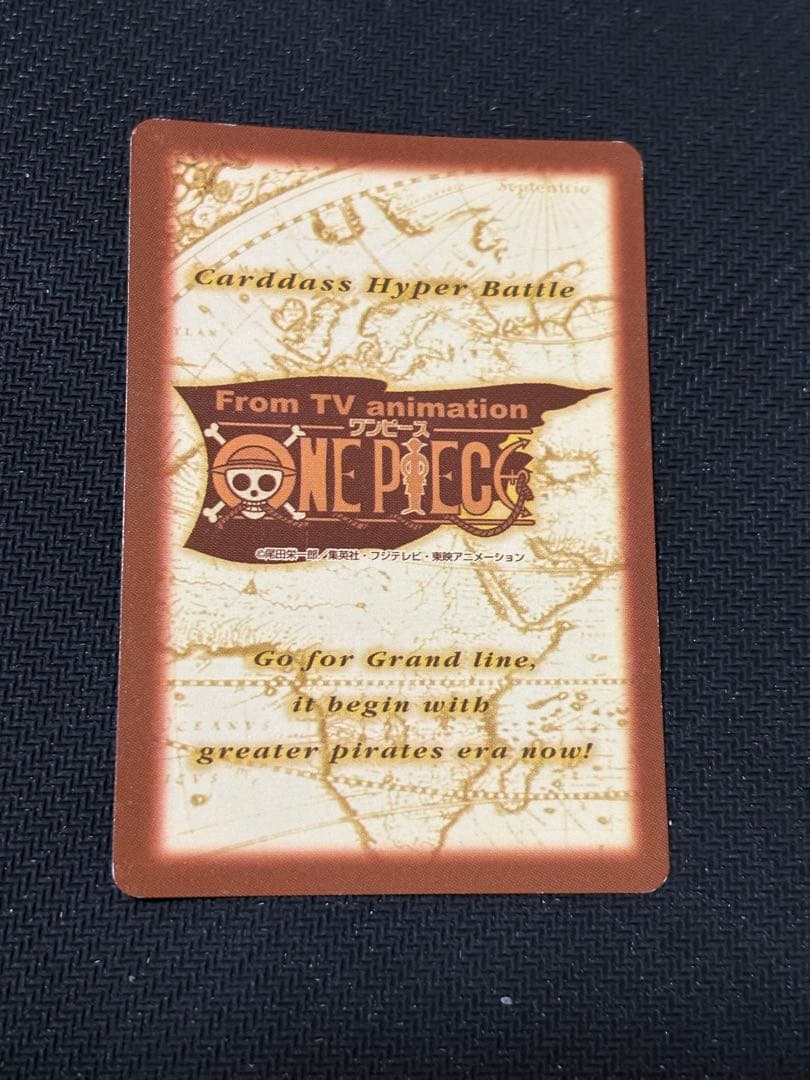 Septentrio
Carddass Hyper Battle
From TV animation
ワンピース
ONE PIECE
©尾田栄一郎/集英社・フジテレビ・東映アニメーション
Go for Grand line,
it begin with
greater pirates era now!